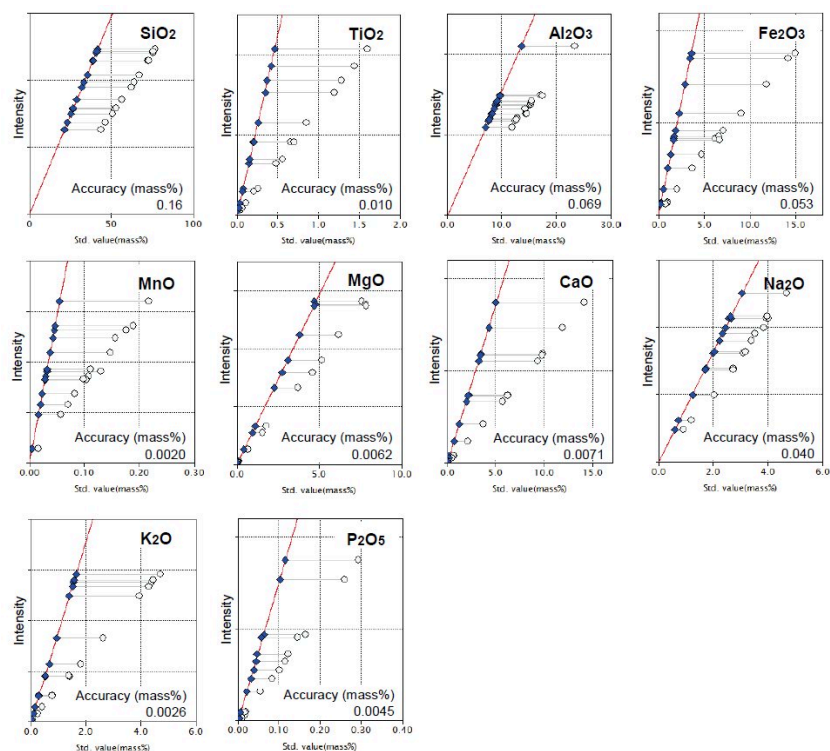 SiO2
Intensity
Accuracy (mass%)
0.16
0
50
100
Std. value(mass%)
TiO2
Intensity
Accuracy (mass%)
0.010
0.0
0.5
1.0
1.5
2.0
Std. value(mass%)
Al2O3
Intensity
Accuracy (mass%)
0.069
0.0
10.0
20.0
30.0
Std. value(mass%)
Fe2O3
Intensity
Accuracy (mass%)
0.053
0.0
5.0
10.0
15.0
Std. value(mass%)
MnO
Intensity
Accuracy (mass%)
0.0020
0.00
0.10
0.20
0.30
Std. value(mass%)
MgO
Intensity
Accuracy (mass%)
0.0062
0.0
5.0
10.0
Std. value(mass%)
CaO
Intensity
Accuracy (mass%)
0.0071
0.0
5.0
10.0
15.0
Std. value(mass%)
Na2O
Intensity
Accuracy (mass%)
0.040
0
2
4
6
Std. value(mass%)
K2O
Intensity
Accuracy (mass%)
0.0026
0.0
2.0
4.0
6.0
Std. value(mass%)
P2O5
Intensity
Accuracy (mass%)
0.0045
0.00
0.10
0.20
0.30
0.40
Std. value(mass%)